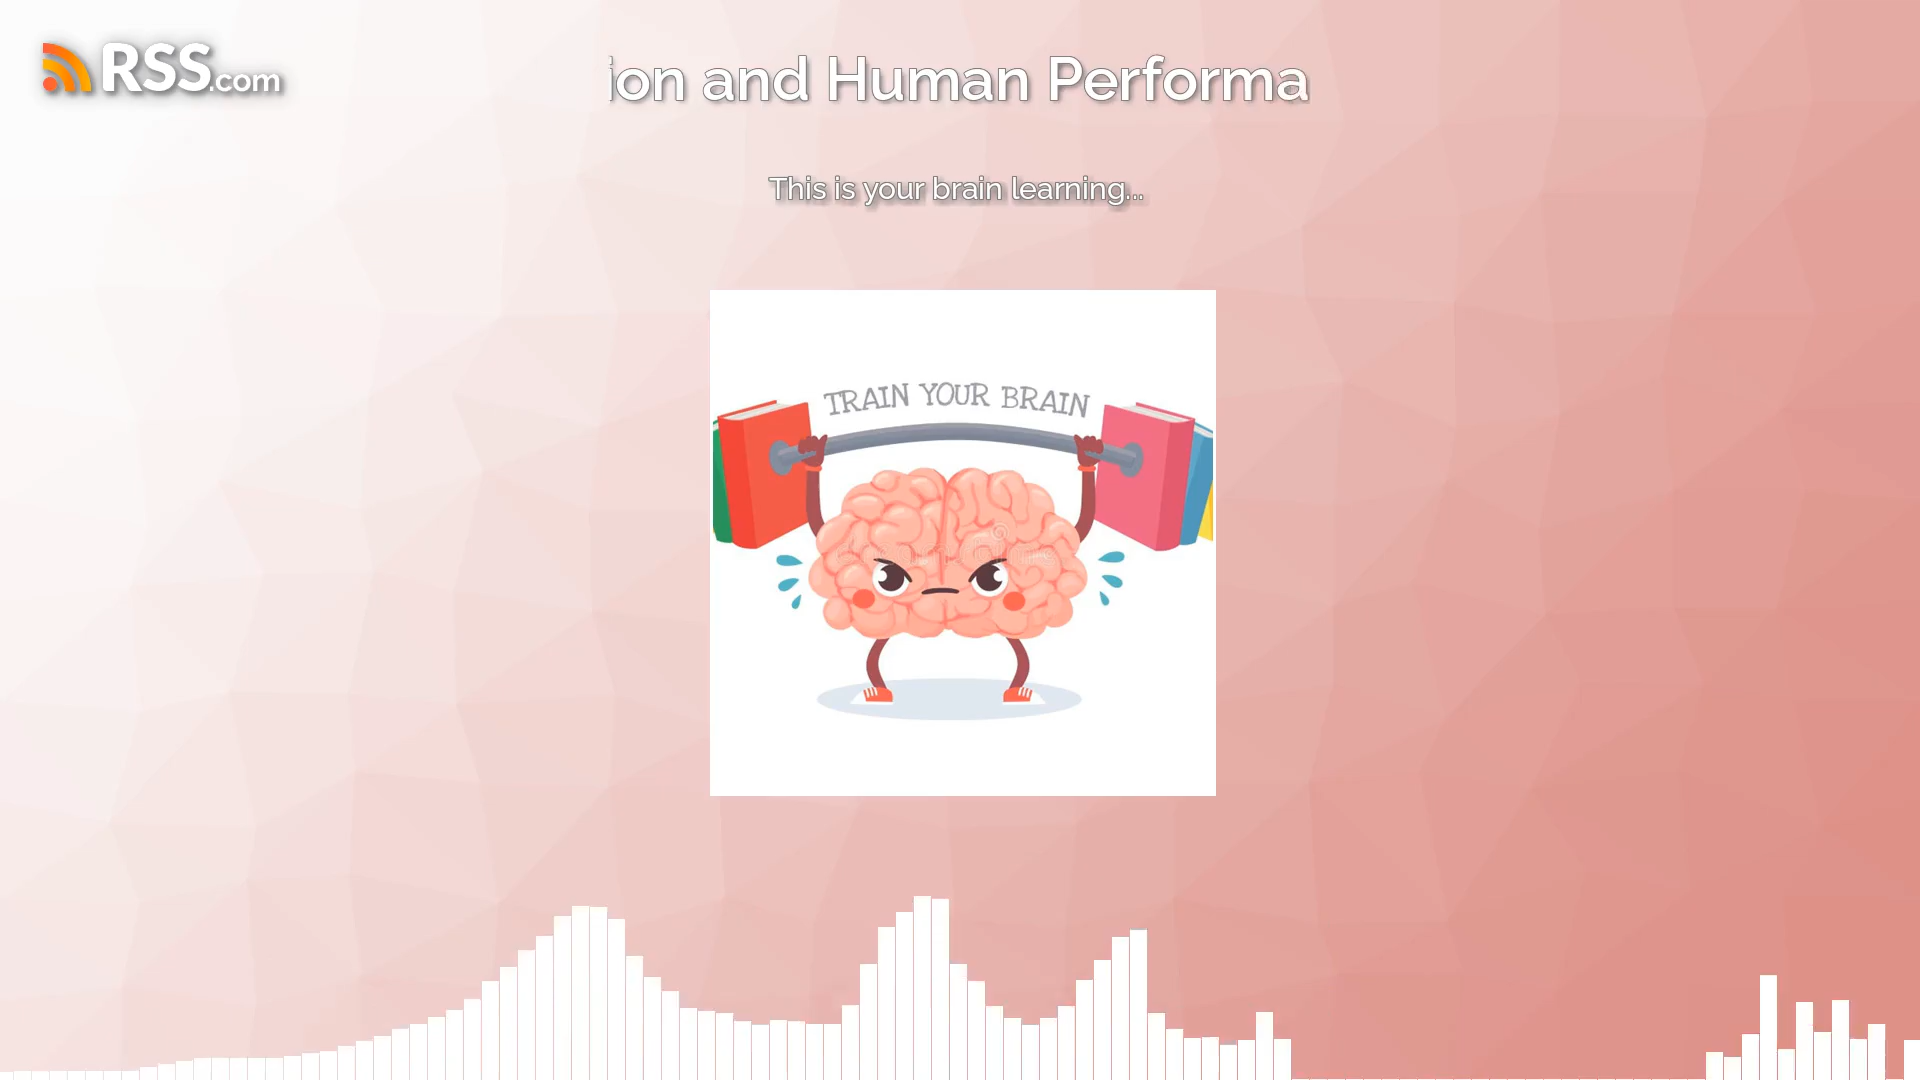 RSS.com
ion and Human Performa
This is your brain learning...
TRAIN YOUR BRAIN